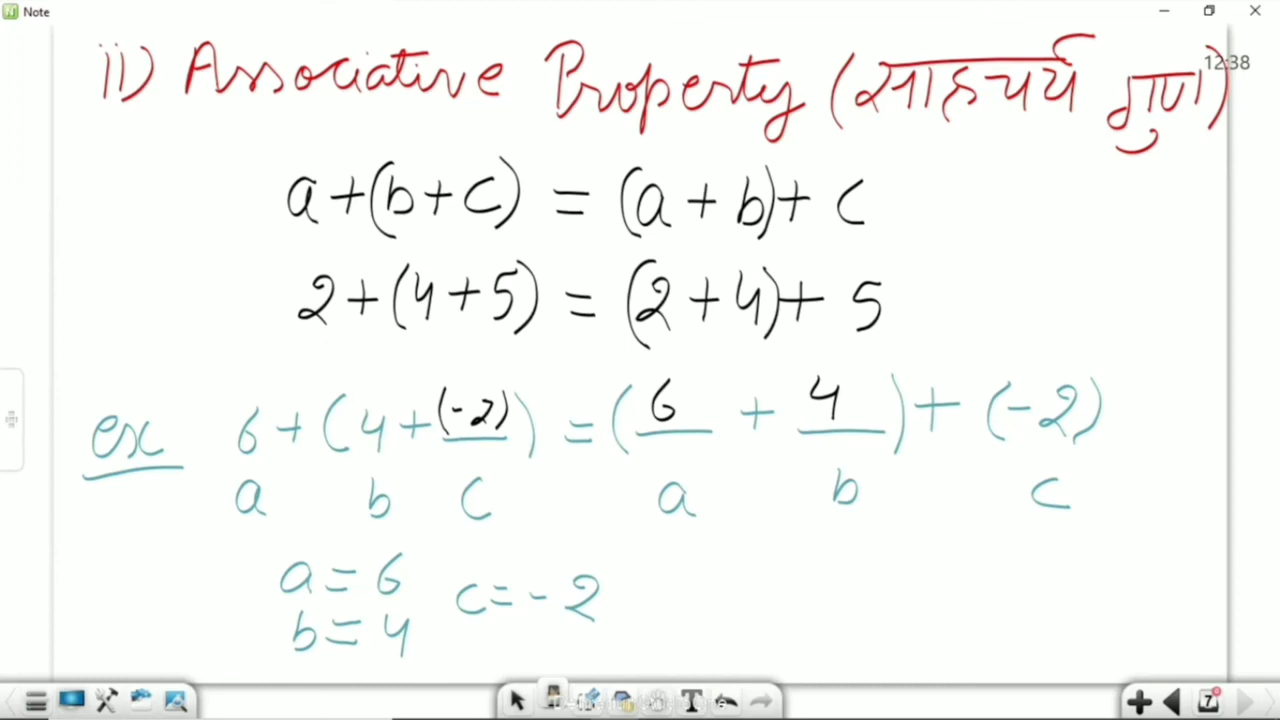 Note
12:38
ii) Associative Property (साहचर्य गुण)
a+(b+c) = (a+b)+c
2+(4+5) = (2+4)+5
ex 6+(4+(-2)) = (6+4)+(-2)
a b c a b c
a=6 c=-2
b=4
T 7